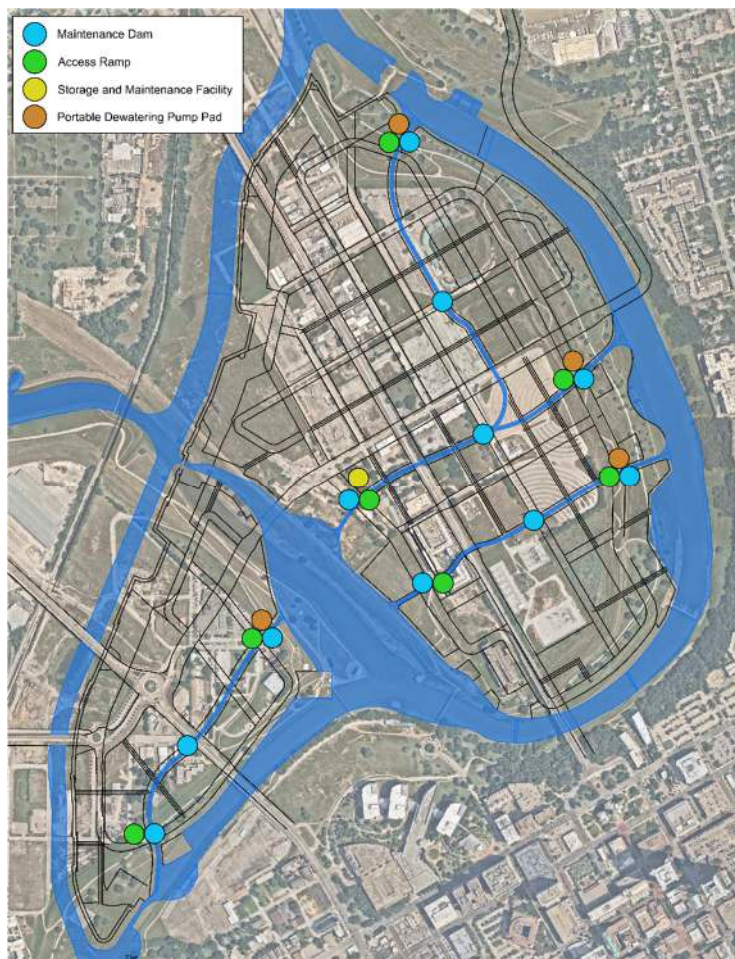 Maintenance Dam
Access Ramp
Storage and Maintenance Facility
Portable Dewatering Pump Pad